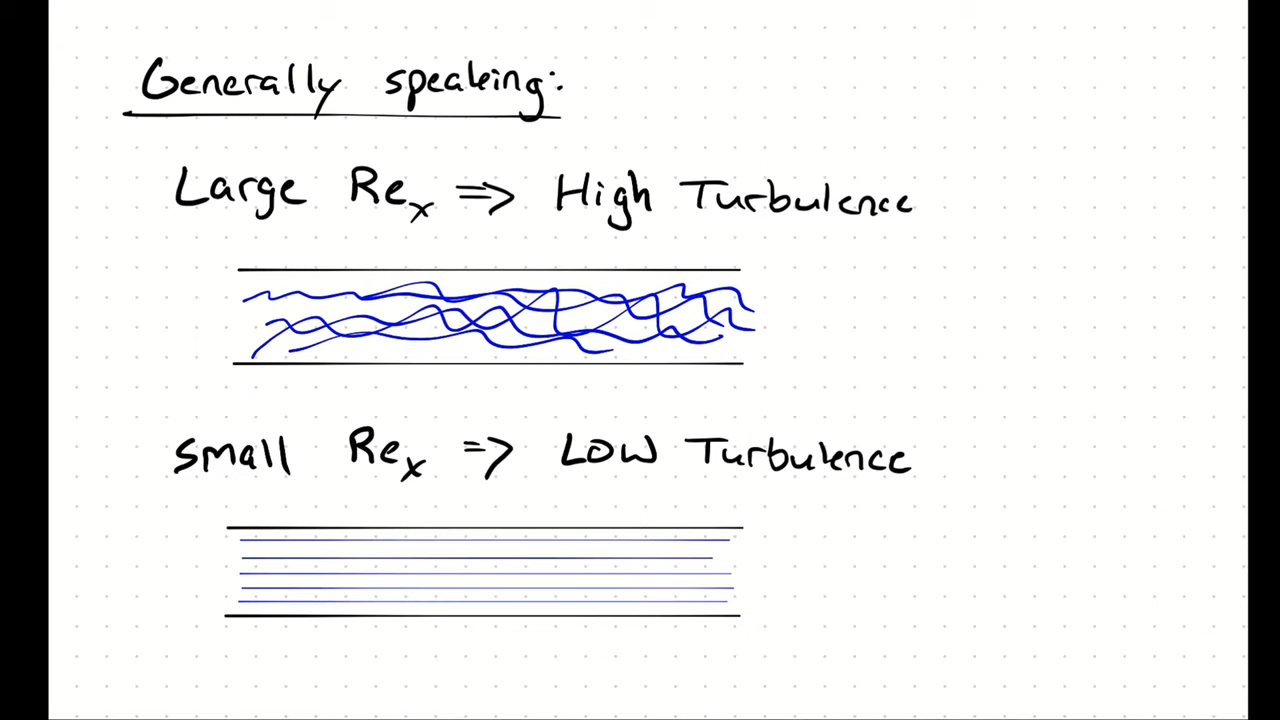 Generally speaking:
Large Reₓ => High Turbulence
small Reₓ => Low Turbulence